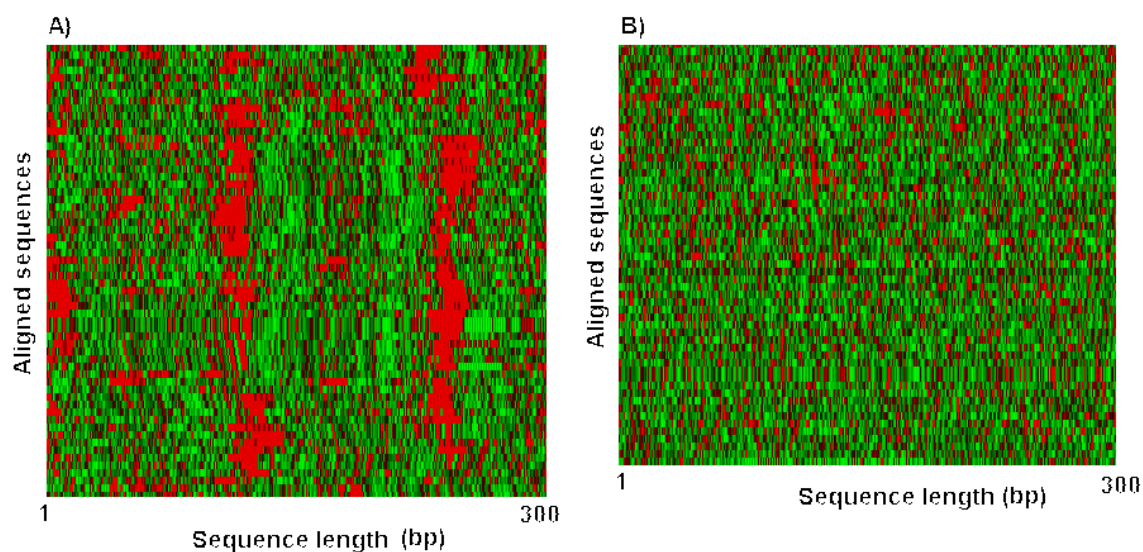 A)
Aligned sequences
1
300
Sequence length (bp)
B)
Aligned sequences
1
300
Sequence length (bp)